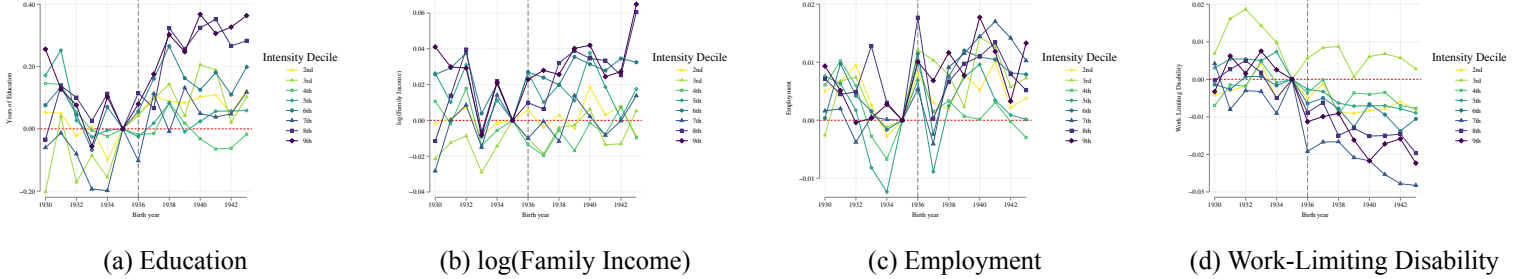 0.40
0.20
0.00
−0.20
Years of Education
1930
1932
1934
1936
1938
1940
1942
Birth year
Intensity Decile
2nd
3rd
4th
5th
6th
7th
8th
9th
(a) Education
0.06
0.04
0.02
0.00
−0.02
0.04
log(Family Income)
1930
1932
1934
1936
1938
1940
1942
Birth year
Intensity Decile
2nd
3rd
4th
5th
6th
7th
8th
9th
(b) log(Family Income)
0.02
0.01
0.00
−0.01
Employment
1930
1932
1934
1936
1938
1940
1942
Birth year
Intensity Decile
2nd
3rd
4th
5th
6th
7th
8th
9th
(c) Employment
0.02
0.01
0.00
−0.01
−0.02
−0.03
Work Limiting Disability
1930
1932
1934
1936
1938
1940
1942
Birth year
Intensity Decile
2nd
3rd
4th
5th
6th
7th
8th
9th
(d) Work-Limiting Disability